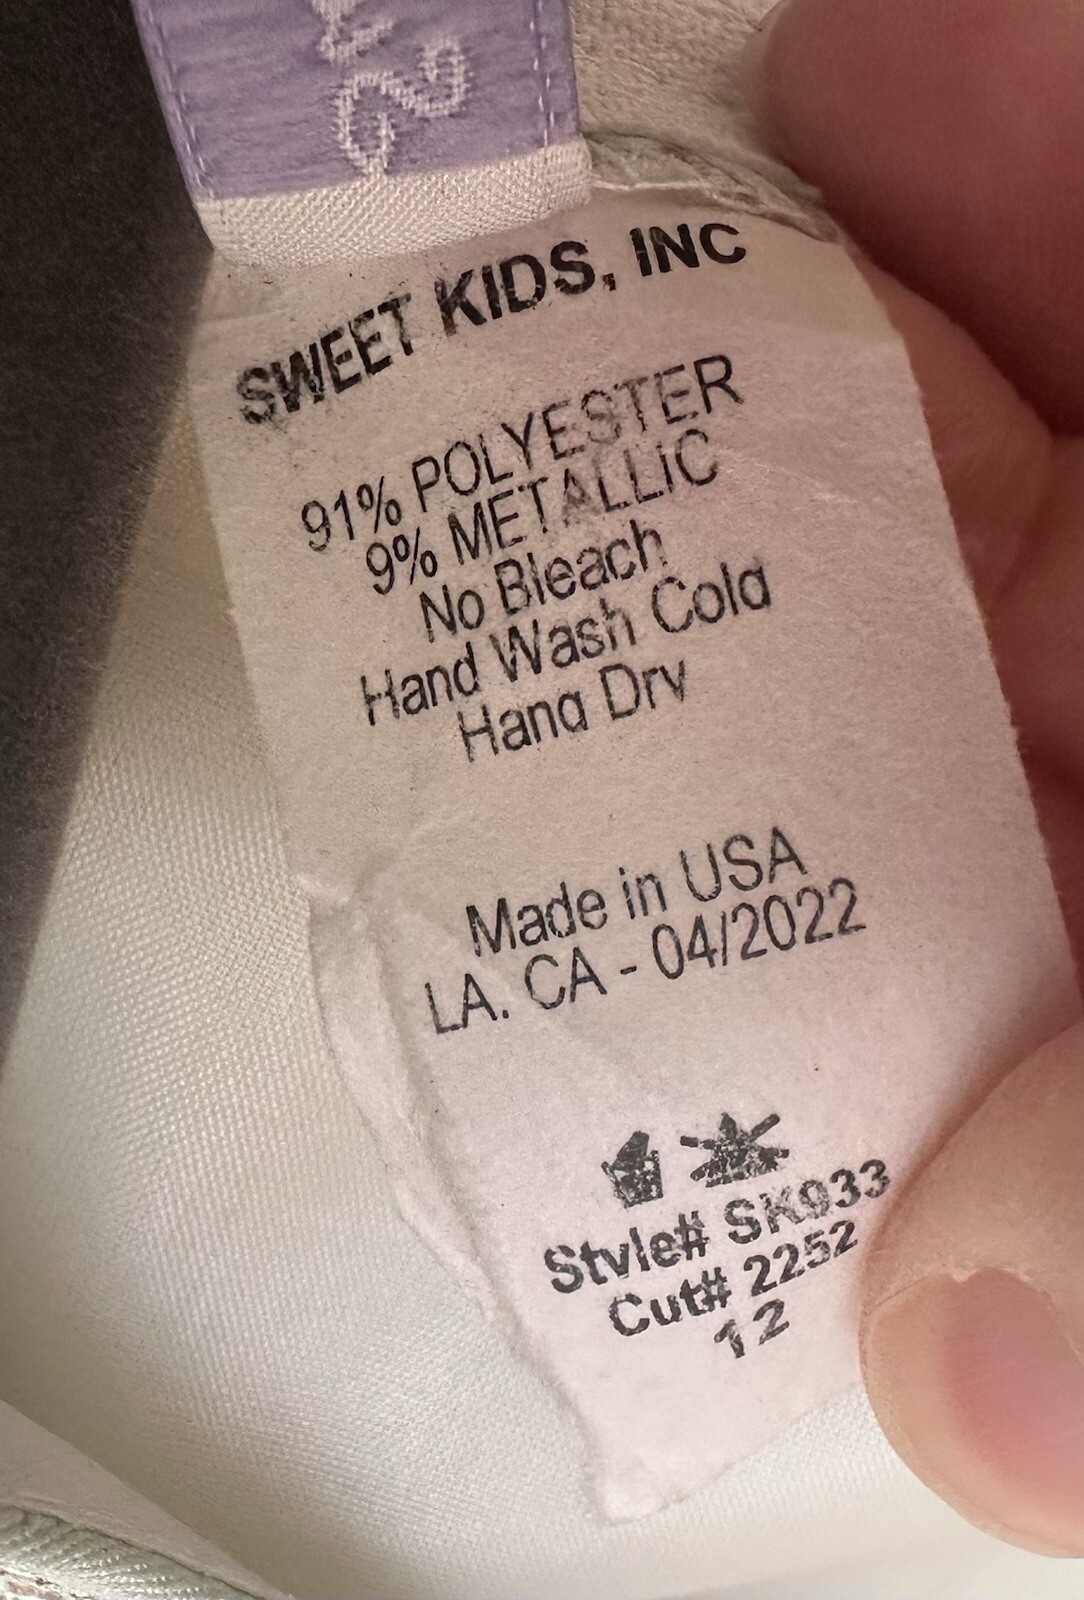 SWEET KIDS, INC
91% POLYESTER
9% METALLIC
No Bleach
Hand Wash Cold
Hand Dry
Made in USA
LA. CA - 04/2022
Style# SK933
Cut# 2252
12